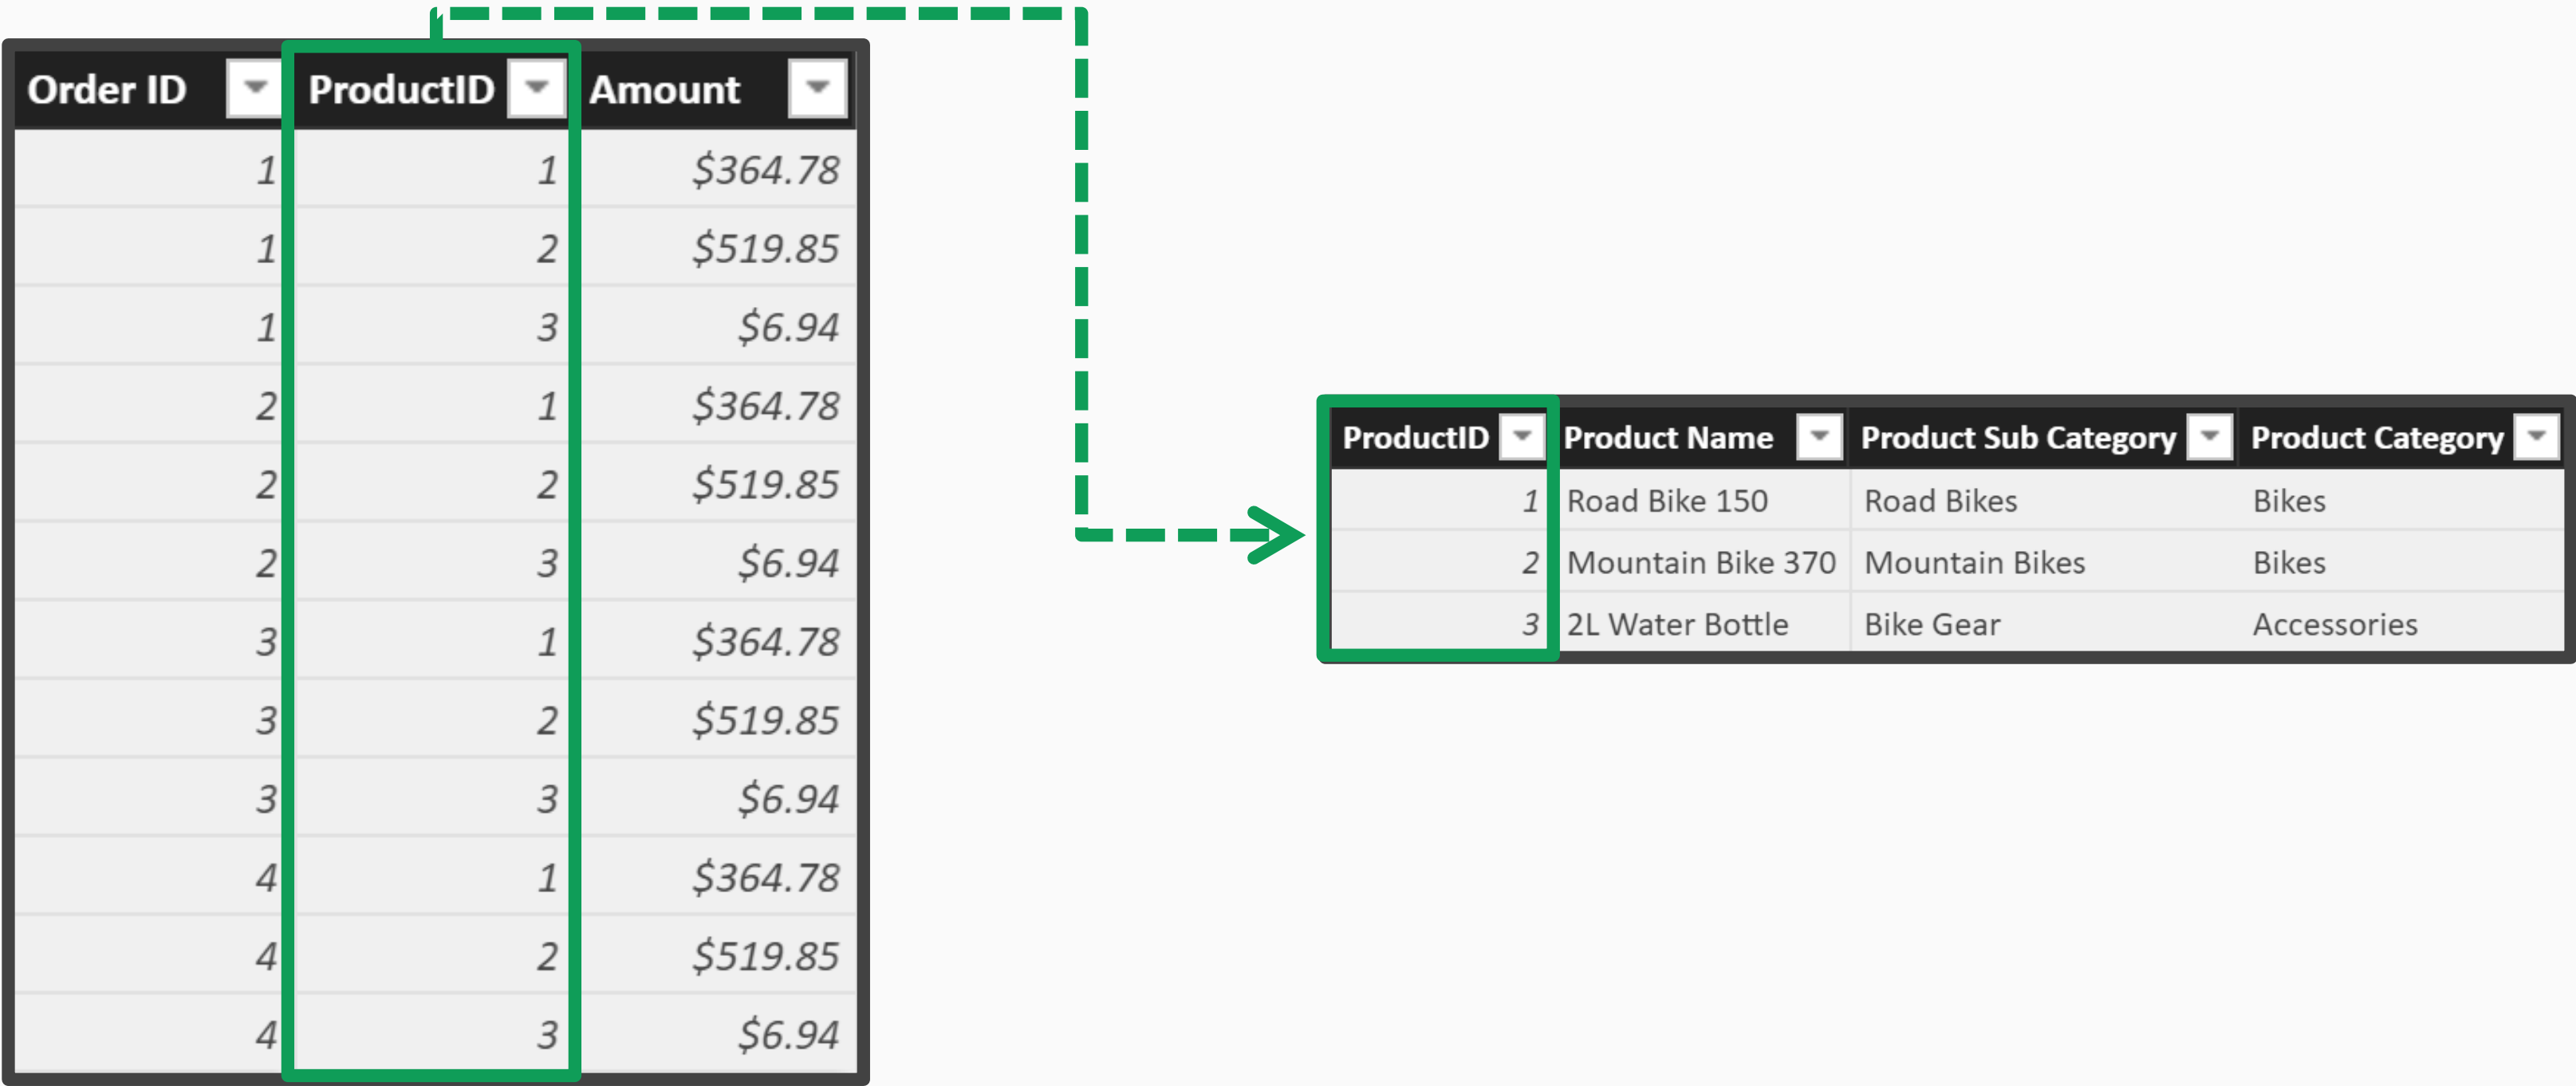 Order ID ProductID Amount
1 1 $364.78
1 2 $519.85
1 3 $6.94
2 1 $364.78
2 2 $519.85
2 3 $6.94
3 1 $364.78
3 2 $519.85
3 3 $6.94
4 1 $364.78
4 2 $519.85
4 3 $6.94
ProductID Product Name Product Sub Category Product Category
1 Road Bike 150 Road Bikes Bikes
2 Mountain Bike 370 Mountain Bikes Bikes
3 2L Water Bottle Bike Gear Accessories